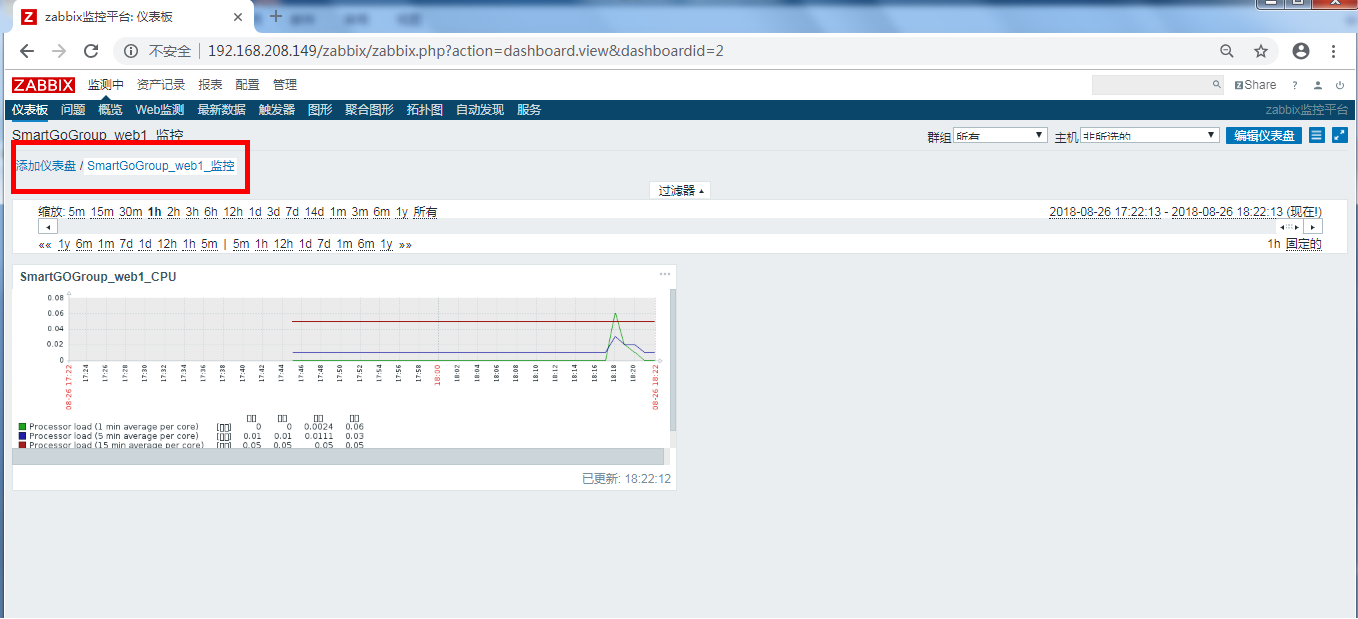 Z zabbix监控平台: 仪表板
不安全 192.168.208.149/zabbix/zabbix.php?action=dashboard.view&dashboardid=2
ZABBIX 监测中 资产记录 报表 配置 管理 Share ?
仪表板 问题 概览 Web监测 最新数据 触发器 图形 聚合图形 拓扑图 自动发现 服务 zabbix监控平台
SmartGoGroup_web1_监控 群组 所有 主机 非所选的 编辑仪表盘
添加仪表盘 / SmartGoGroup_web1_监控
过滤器
缩放: 5m 15m 30m 1h 2h 3h 6h 12h 1d 3d 7d 14d 1m 3m 6m 1y 所有 2018-08-26 17:22:13 - 2018-08-26 18:22:13 (现在!)
«« 1y 6m 1m 7d 1d 12h 1h 5m | 5m 1h 12h 1d 7d 1m 6m 1y »» 1h 固定的
SmartGOGroup_web1_CPU
0.08
0.06
0.04
0.02
0
08-26 17:22 17:24 17:26 17:28 17:30 17:32 17:34 17:36 17:38 17:40 17:42 17:44 17:46 17:48 17:50 17:52 17:54 17:56 17:58 18:00 18:02 18:04 18:06 18:08 18:10 18:12 18:14 18:16 18:18 18:20 08-26 18:22
Processor load (1 min average per core) 0 0 0.0024 0.06
Processor load (5 min average per core) 0.01 0.01 0.0111 0.03
Processor load (15 min average per core) 0.05 0.05 0.05 0.05
已更新: 18:22:12